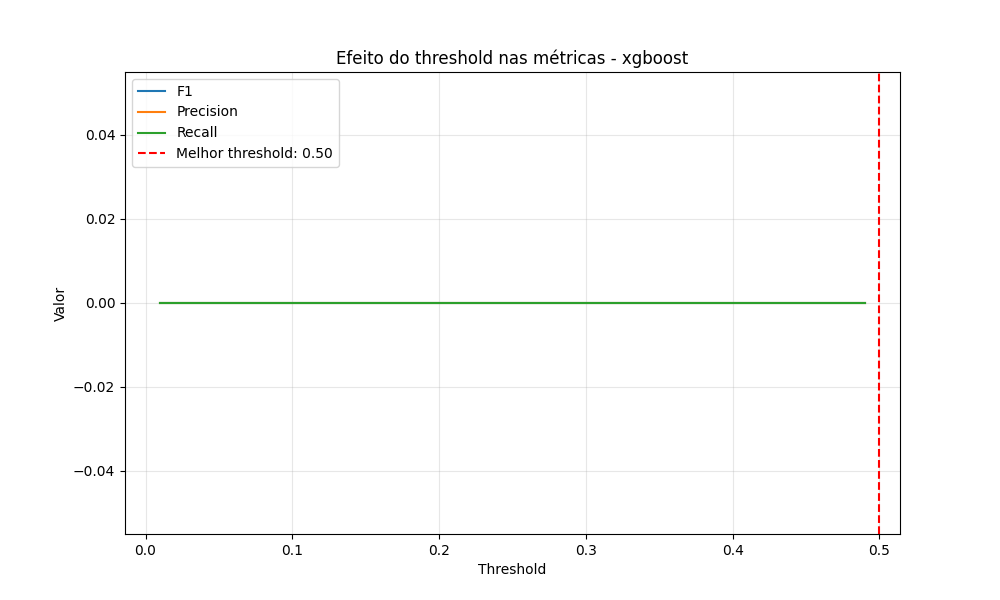 Efeito do threshold nas métricas - xgboost
F1
Precision
Recall
Melhor threshold: 0.50
0.04
0.02
0.00
−0.02
−0.04
Valor
0.0 0.1 0.2 0.3 0.4 0.5
Threshold